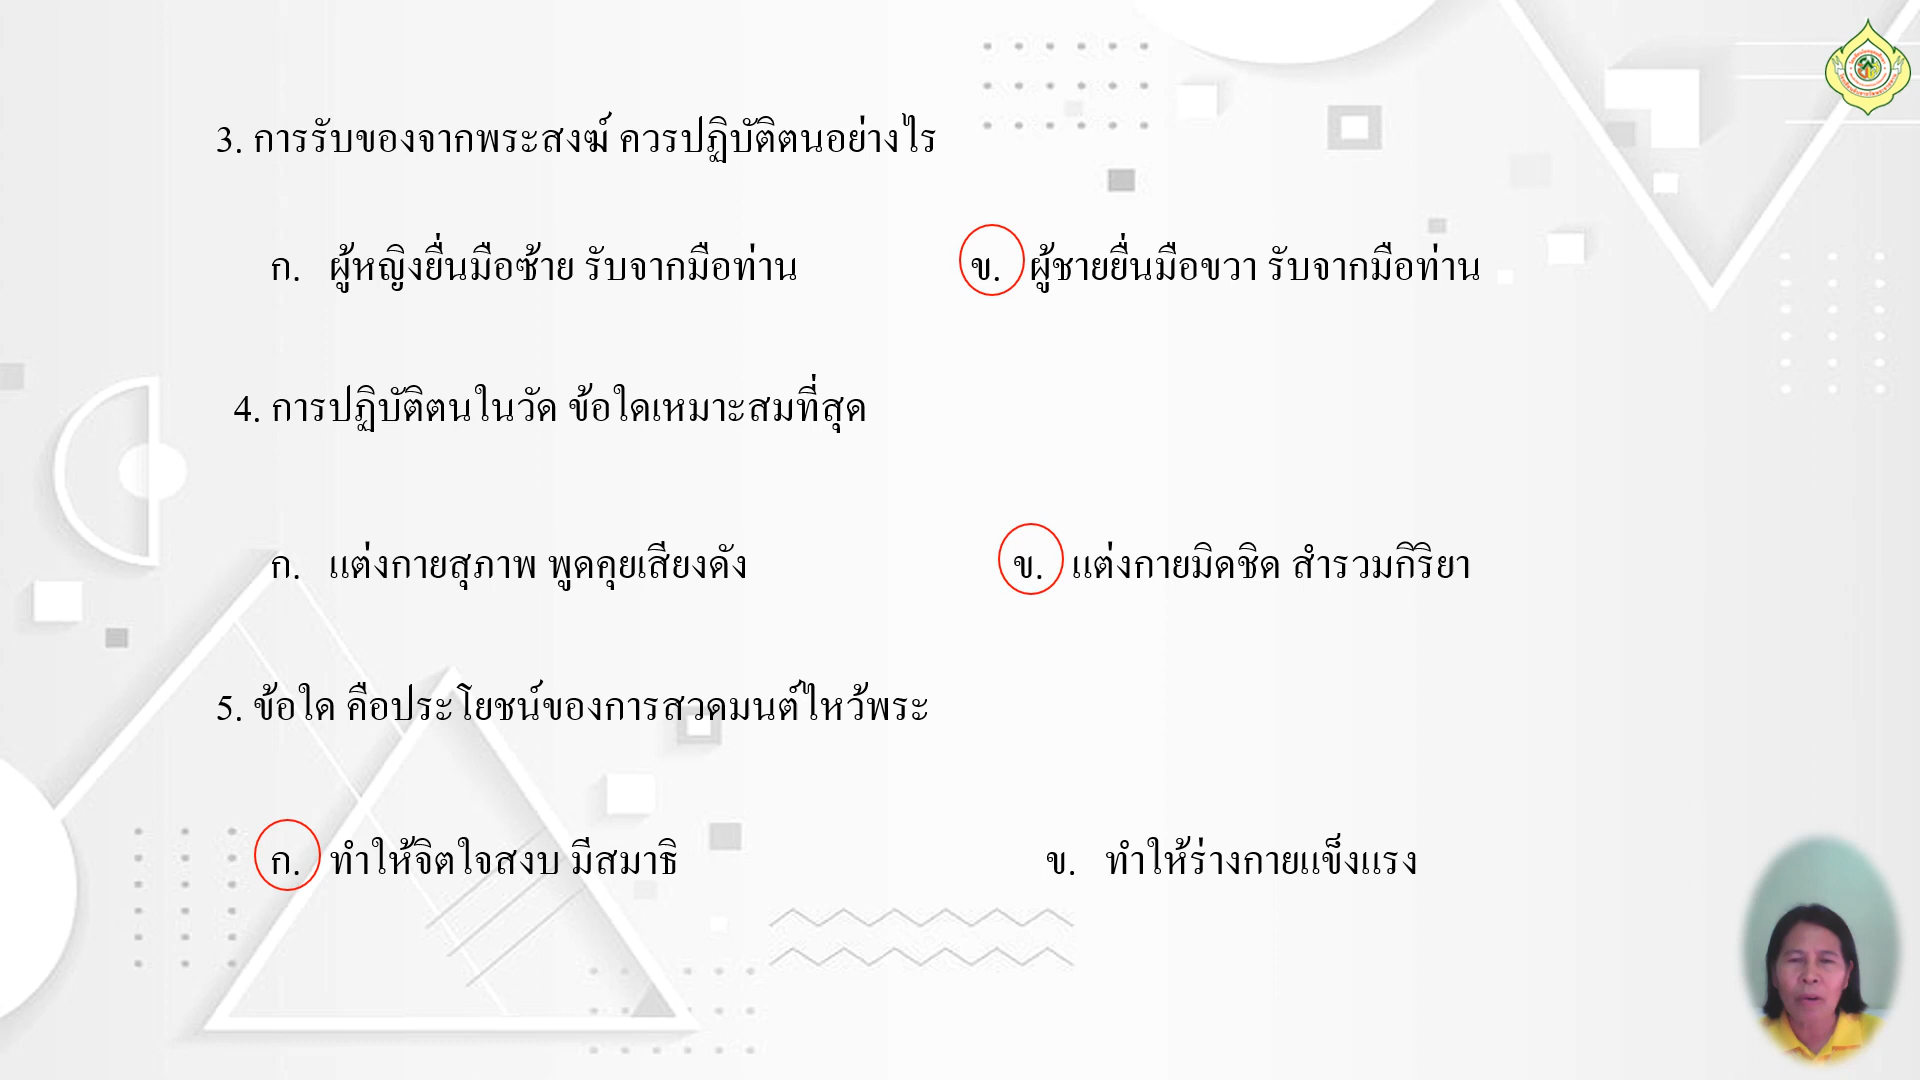 3. การรับของจากพระสงฆ์ ควรปฏิบัติตนอย่างไร
ก. ผู้หญิงยื่นมือซ้าย รับจากมือท่าน ข. ผู้ชายยื่นมือขวา รับจากมือท่าน
4. การปฏิบัติตนในวัด ข้อใดเหมาะสมที่สุด
ก. แต่งกายสุภาพ พูดคุยเสียงดัง ข. แต่งกายมิดชิด สำรวมกิริยา
5. ข้อใด คือประโยชน์ของการสวดมนต์ไหว้พระ
ก. ทำให้จิตใจสงบ มีสมาธิ ข. ทำให้ร่างกายแข็งแรง